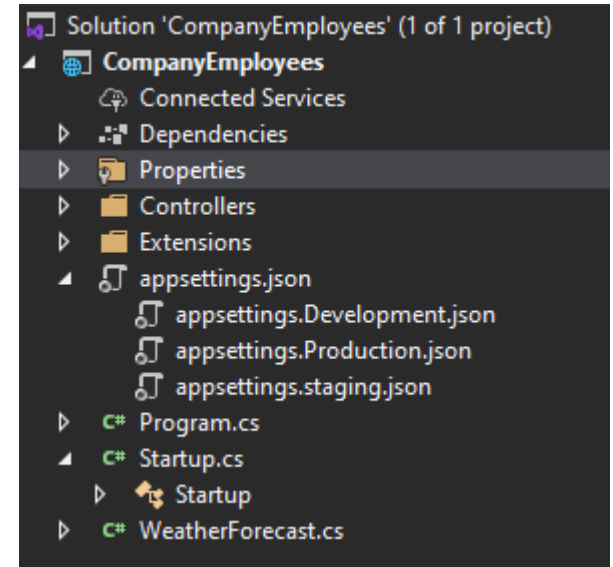 Solution 'CompanyEmployees' (1 of 1 project)
CompanyEmployees
Connected Services
Dependencies
Properties
Controllers
Extensions
appsettings.json
appsettings.Development.json
appsettings.Production.json
appsettings.staging.json
C# Program.cs
C# Startup.cs
Startup
C# WeatherForecast.cs